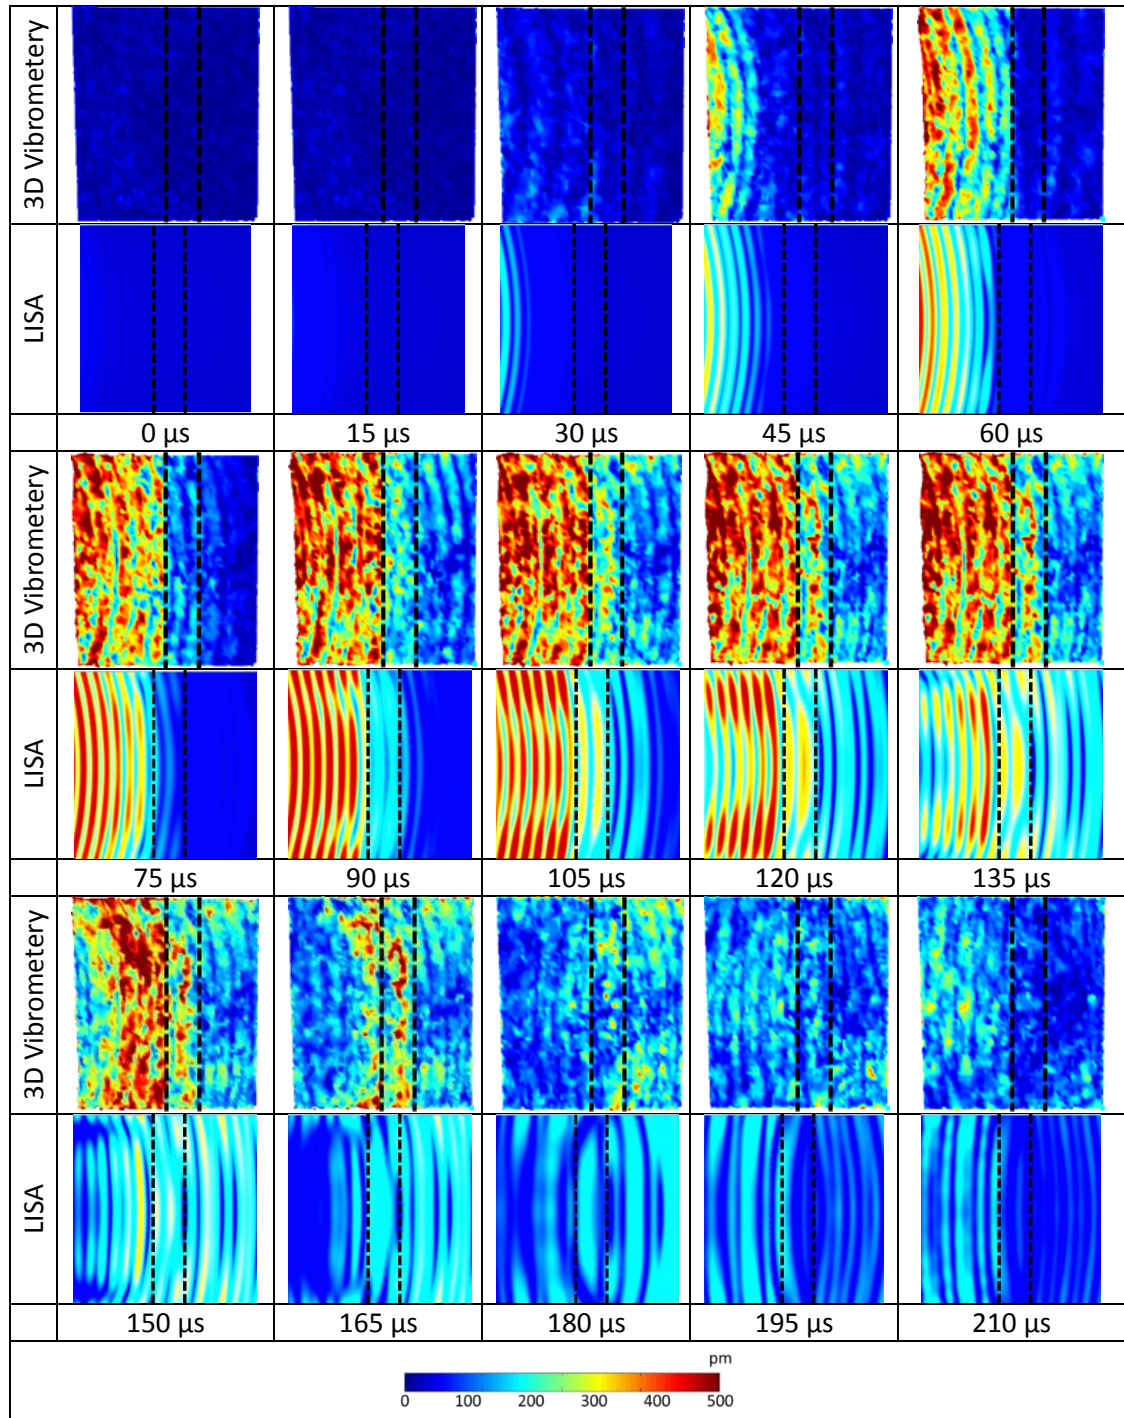 3D Vibrometery
LISA
0 µs 15 µs 30 µs 45 µs 60 µs
3D Vibrometery
LISA
75 µs 90 µs 105 µs 120 µs 135 µs
3D Vibrometery
LISA
150 µs 165 µs 180 µs 195 µs 210 µs
pm
0 100 200 300 400 500